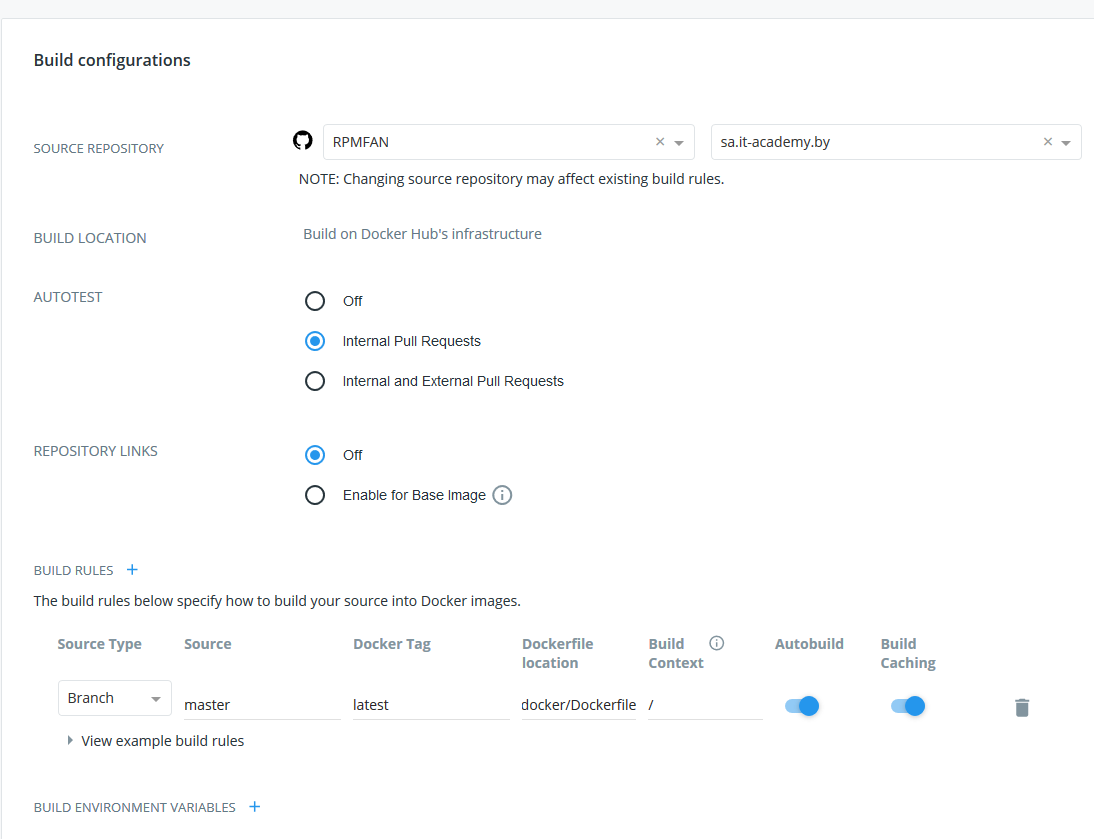 Build configurations
SOURCE REPOSITORY
RPMFAN
sa.it-academy.by
NOTE: Changing source repository may affect existing build rules.
BUILD LOCATION
Build on Docker Hub's infrastructure
AUTOTEST
Off
Internal Pull Requests
Internal and External Pull Requests
REPOSITORY LINKS
Off
Enable for Base Image
BUILD RULES +
The build rules below specify how to build your source into Docker images.
Source Type Source Docker Tag Dockerfile location Build Context Autobuild Build Caching
Branch master latest docker/Dockerfile /
View example build rules
BUILD ENVIRONMENT VARIABLES +